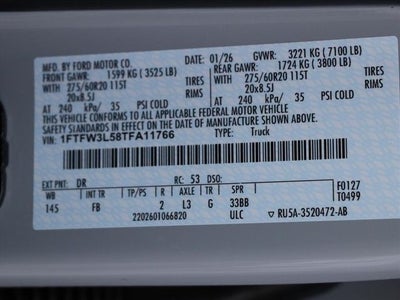 MFD. BY FORD MOTOR CO. 01/26 GVWR: 3221 KG (7100 LB)
FRONT GAWR: 1599 KG (3525 LB) REAR GAWR: 1724 KG (3800 LB)
WITH 275/60R20 115T TIRES WITH 275/60R20 115T TIRES
20x8.5J RIMS 20x8.5J RIMS
AT 240 kPa/ 35 PSI COLD AT 240 kPa/ 35 PSI COLD
THIS VEHICLE CONFORMS TO ALL APPLICABLE FEDERAL MOTOR VEHICLE
SAFETY STANDARDS IN EFFECT ON THE DATE OF MANUFACTURE SHOWN ABOVE.
VIN: 1FTFW3L58TFA11766 TYPE: Truck
EXT PNT: DR RC: 53 DSO: F0127
WB INT TR TP/PS R AXLE TR SPR T0499
145 FB 2 L3 G 33BB
2202601066820 ULC RU5A-3520472-AB